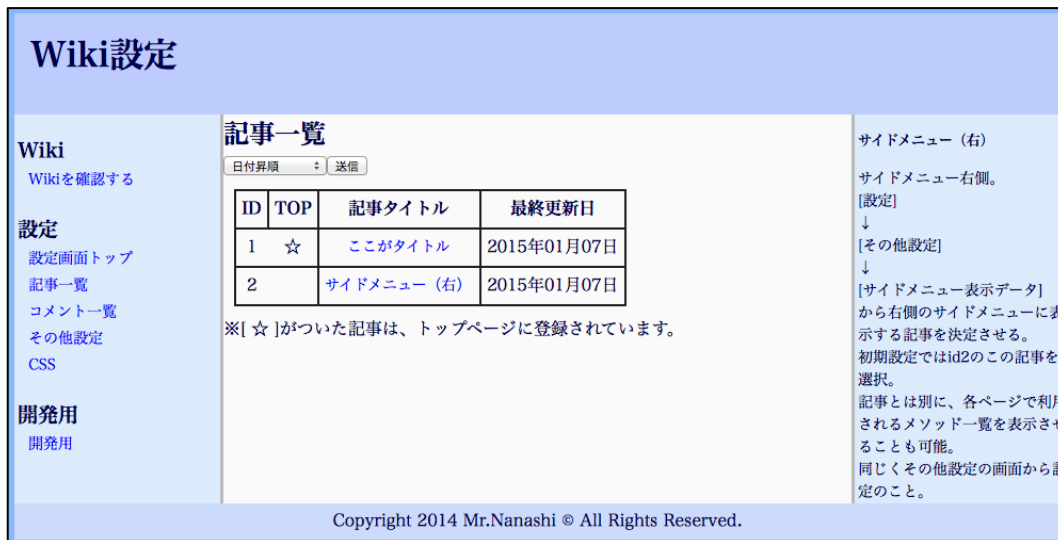 Wiki設定
Wiki
Wikiを確認する
設定
設定画面トップ
記事一覧
コメント一覧
その他設定
CSS
開発用
開発用
記事一覧
日付昇順 送信
ID TOP 記事タイトル 最終更新日
1 ☆ ここがタイトル 2015年01月07日
2 サイドメニュー（右） 2015年01月07日
※[ ☆ ]がついた記事は、トップページに登録されています。
サイドメニュー（右）
サイドメニュー右側。
[設定]
↓
[その他設定]
↓
[サイドメニュー表示データ]
から右側のサイドメニューに表
示する記事を決定させる。
初期設定ではid2のこの記事を
選択。
記事とは別に、各ページで利用
されるメソッド一覧を表示させ
ることも可能。
同じくその他設定の画面から設
定のこと。
Copyright 2014 Mr.Nanashi © All Rights Reserved.